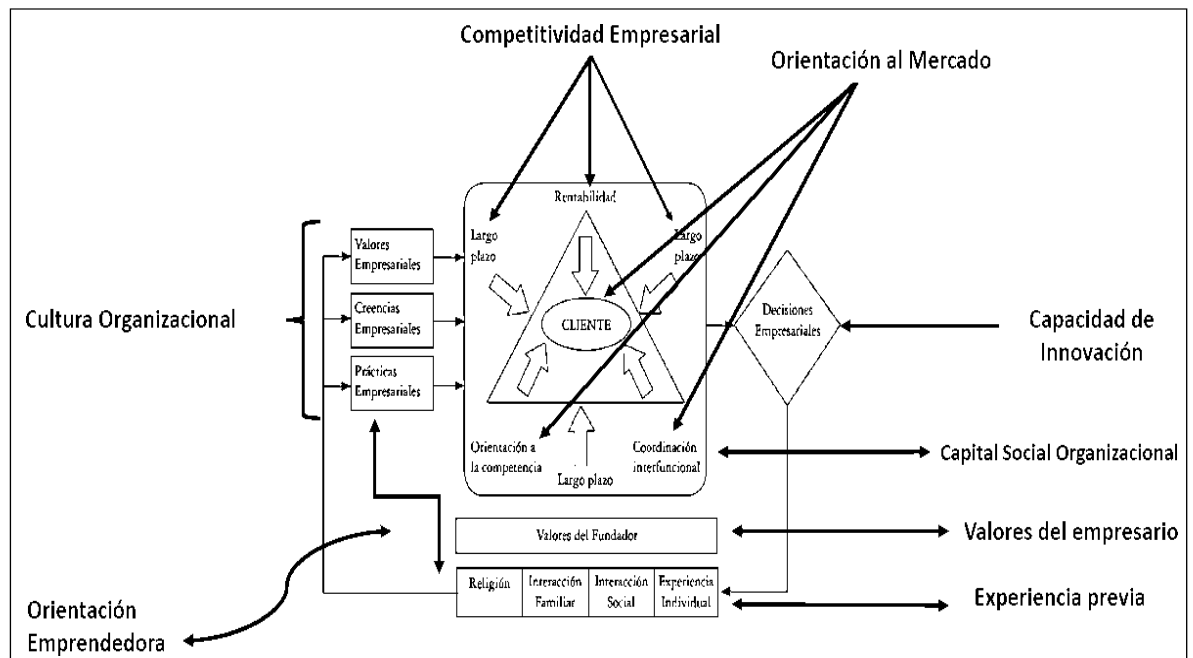 Competitividad Empresarial
Orientación al Mercado
Rentabilidad
Largo
plazo
Largo
plazo
Valores
Empresariales
Creencias
Empresariales
Prácticas
Empresariales
Cultura Organizacional
CLIENTE
Decisiones
Empresariales
Capacidad de
Innovación
Orientación a
la competencia
Coordinación
interfuncional
Largo plazo
Capital Social Organizacional
Valores del Fundador
Valores del empresario
Religión
Interacción
Familiar
Interacción
Social
Experiencia
Individual
Experiencia previa
Orientación
Emprendedora